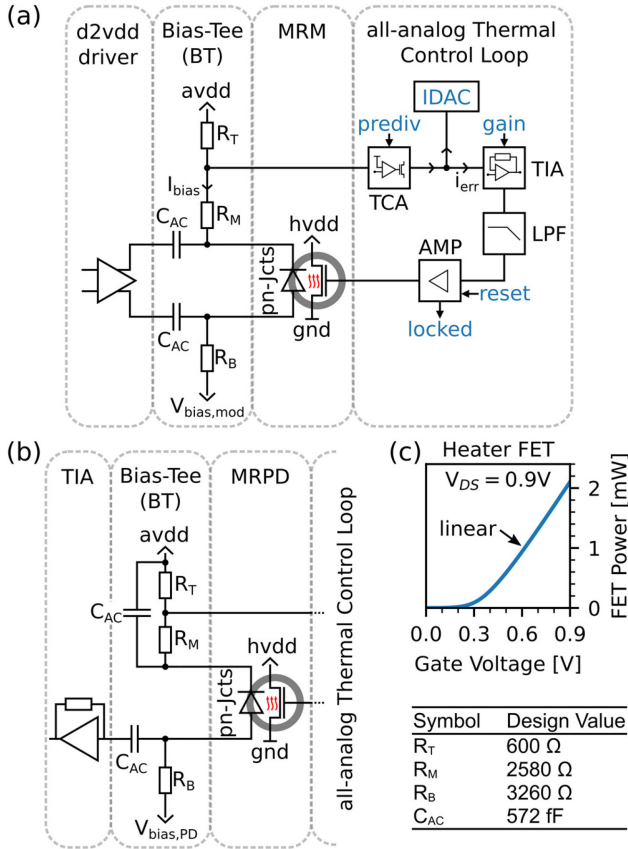 (a)
d2vdd
driver
Bias-Tee
(BT)
MRM
all-analog Thermal
Control Loop
avdd
IDAC
R_T
prediv
gain
I_bias
i_err
TIA
TCA
R_M
C_AC
hvdd
LPF
AMP
pn-Jcts
reset
gnd
locked
C_AC
R_B
V_bias,mod
(b)
TIA
Bias-Tee
(BT)
MRPD
all-analog Thermal Control Loop
avdd
R_T
C_AC
R_M
hvdd
pn-Jcts
gnd
C_AC
R_B
V_bias,PD
(c)
Heater FET
V_DS = 0.9V
linear
2
1
0
FET Power [mW]
0.0 0.3 0.6 0.9
Gate Voltage [V]
Symbol Design Value
R_T 600 Ω
R_M 2580 Ω
R_B 3260 Ω
C_AC 572 fF